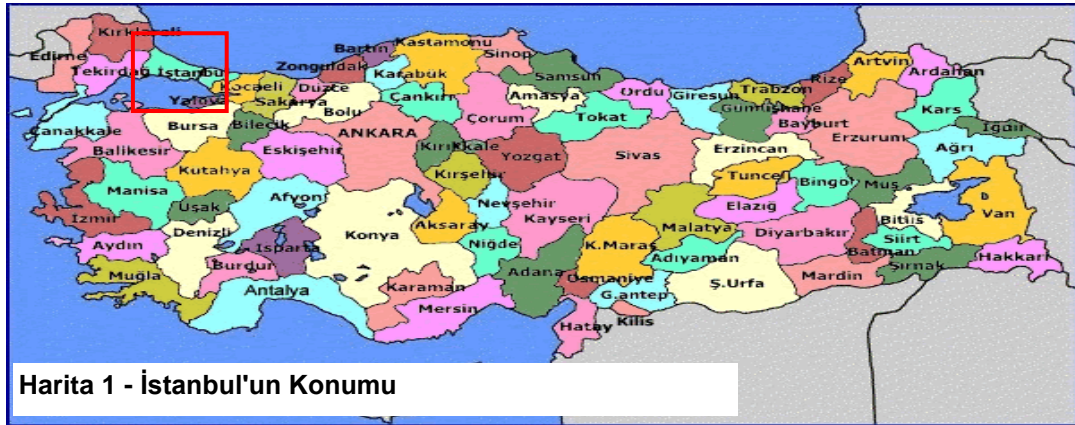 Kırklareli
Edirne
Tekirdağ
İstanbul
Yalova
Kocaeli
Sakarya
Düzce
Zonguldak
Bartın
Karabük
Kastamonu
Sinop
Samsun
Ordu
Giresun
Trabzon
Rize
Artvin
Ardahan
Çanakkale
Bursa
Bilecik
Bolu
Çankırı
Çorum
Amasya
Tokat
Gümüşhane
Bayburt
Erzurum
Kars
Iğdır
Balikesir
Kutahya
Eskişehir
ANKARA
Kırıkkale
Yozgat
Sivas
Erzincan
Ağrı
Manisa
Uşak
Afyon
Kırşehir
Nevşehir
Kayseri
Malatya
Elazığ
Tunceli
Bingol
Muş
Bitlis
Van
İzmir
Aydın
Denizli
Isparta
Konya
Aksaray
Niğde
K.Maraş
Adıyaman
Diyarbakır
Batman
Siirt
Şırnak
Hakkari
Muğla
Burdur
Antalya
Karaman
Mersin
Adana
Osmaniye
G.antep
Ş.Urfa
Mardin
Hatay
Kilis
Harita 1 - İstanbul'un Konumu